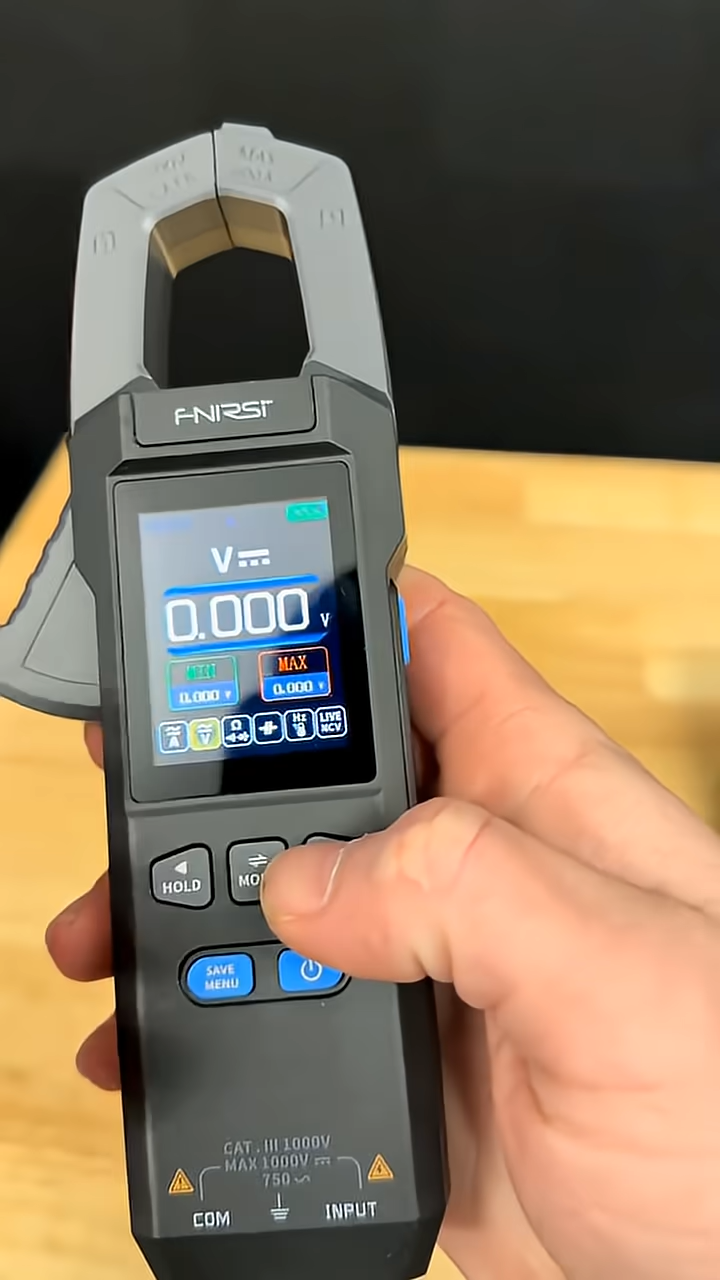 FNIRSI
V
0.000 V
MAX
0.000 V 0.000 V
A V Ω Hz LIVE
NCV
HOLD
SAVE
MENU
CAT. III 1000V
MAX 1000V
750
COM INPUT